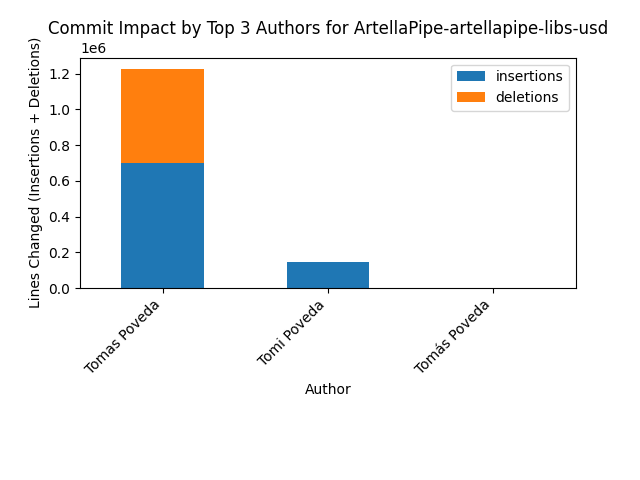 Commit Impact by Top 3 Authors for ArtellaPipe-artellapipe-libs-usd
1e6
Lines Changed (Insertions + Deletions)
1.2
1.0
0.8
0.6
0.4
0.2
0.0
insertions
deletions
Tomas Poveda
Tomi Poveda
Tomás Poveda
Author